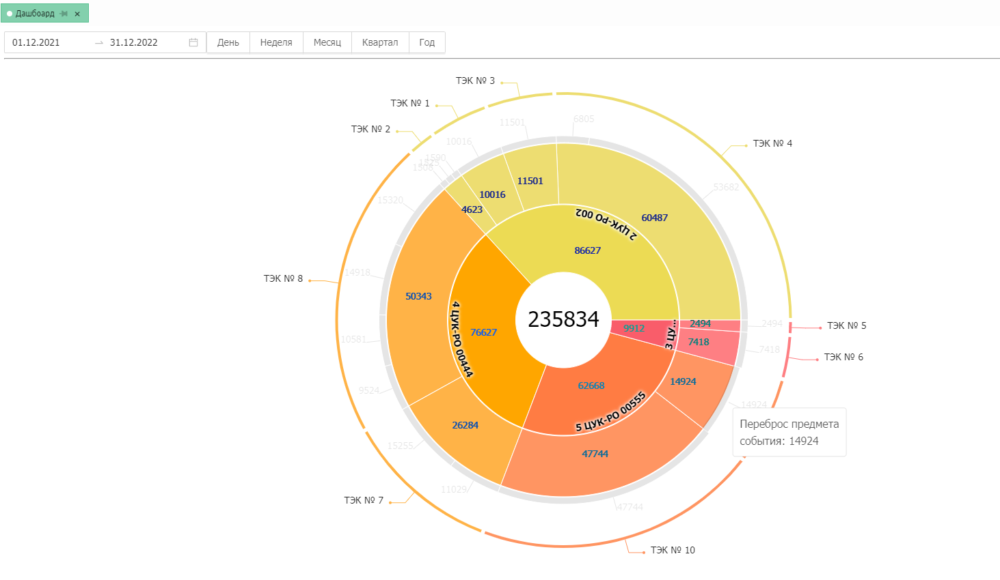 Дашбоард
01.12.2021
31.12.2022
День
Неделя
Месяц
Квартал
Год
ТЭК № 3
ТЭК № 1
ТЭК № 2
ТЭК № 4
ТЭК № 8
ТЭК № 5
ТЭК № 6
ТЭК № 7
ТЭК № 10
11501
6805
10016
1590
1525
1508
15320
53682
14918
10581
9524
15255
11029
47744
2494
7418
14924
11501
10016
4623
60487
2 ЦУК-РО 002
86627
50343
4 ЦУК-РО 00444
76627
26284
235834
9912
3 ЦУ...
2494
7418
14924
62668
5 ЦУК-РО 00555
47744
Переброс предмета
события: 14924